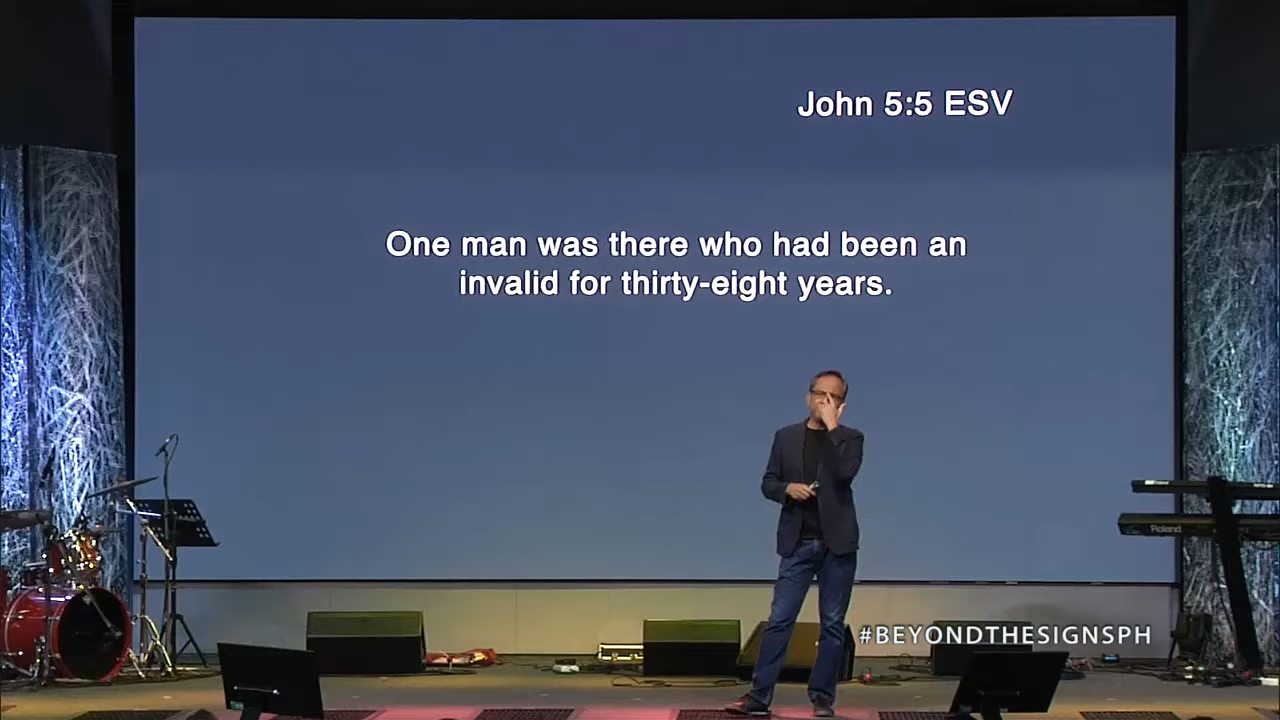 John 5:5 ESV
One man was there who had been an
invalid for thirty-eight years.
Roland
#BEYONDTHESIGNSPH